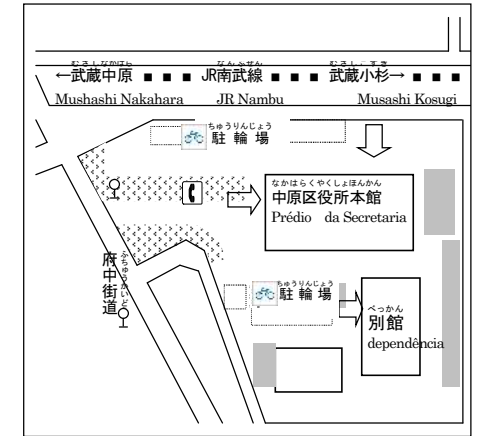 むさしなかはら なんぶせん むさしこすぎ
←武蔵中原 ■ ■ ■ JR南武線 ■ ■ ■ 武蔵小杉→ ■ ■ ■
Mushashi Nakahara JR Nambu Musashi Kosugi
ちゅうりんじょう
駐輪場
なかはらくやくしょほんかん
中原区役所本館
Prédio da Secretaria
ふちゅうかいどう
府中街道
ちゅうりんじょう
駐輪場
べっかん
別館
dependência